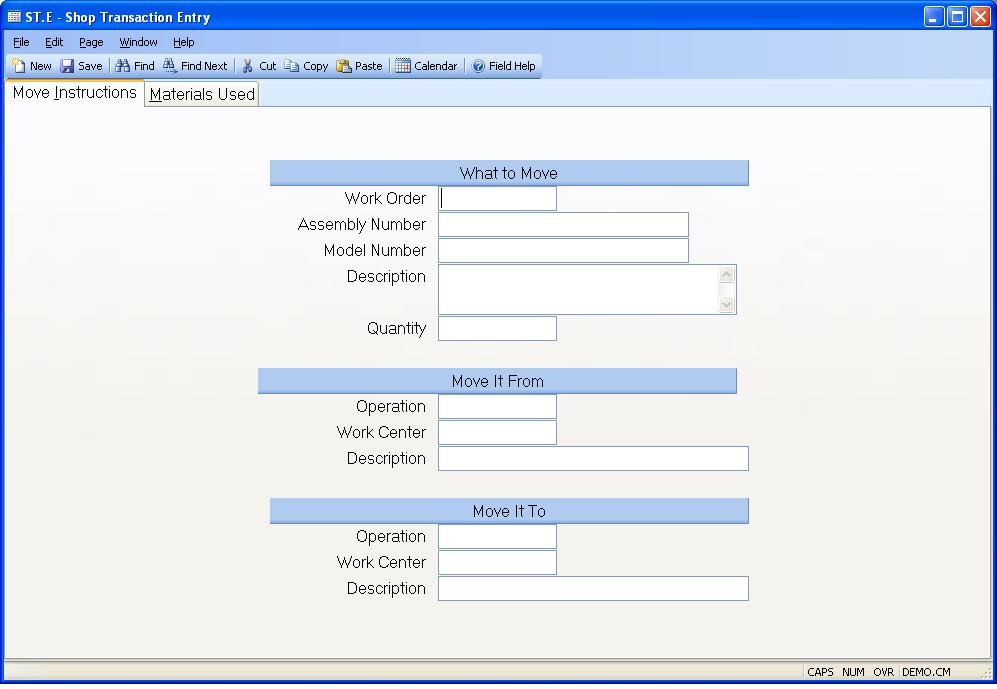 ST.E - Shop Transaction Entry
File Edit Page Window Help
New Save Find Find Next Cut Copy Paste Calendar Field Help
Move Instructions Materials Used
What to Move
Work Order
Assembly Number
Model Number
Description
Quantity
Move It From
Operation
Work Center
Description
Move It To
Operation
Work Center
Description
CAPS NUM OVR DEMO.CM